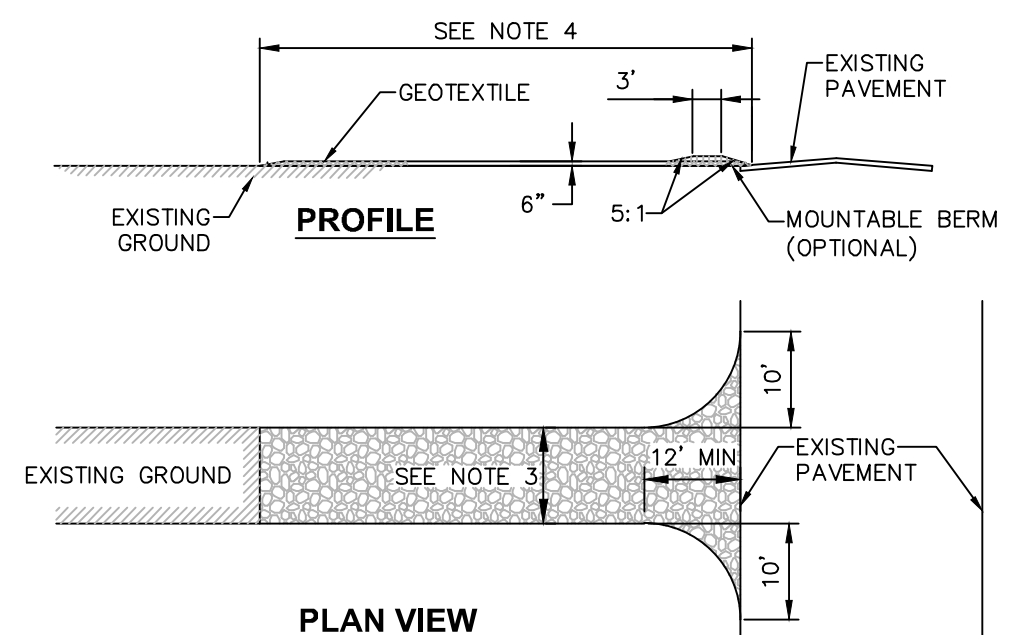 SEE NOTE 4
GEOTEXTILE
3'
EXISTING
PAVEMENT
EXISTING
GROUND
PROFILE
6"
5:1
MOUNTABLE BERM
(OPTIONAL)
10'
EXISTING GROUND
SEE NOTE 3
12' MIN
EXISTING
PAVEMENT
10'
PLAN VIEW